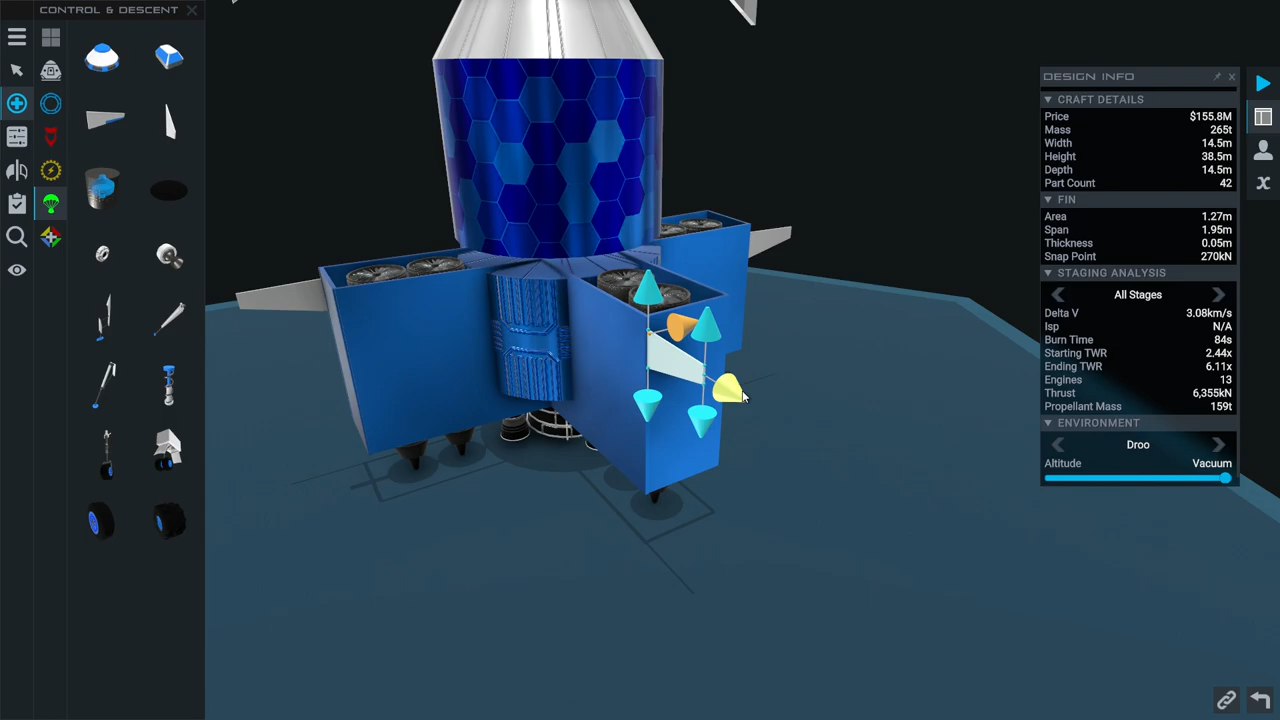 CONTROL & DESCENT
DESIGN INFO
CRAFT DETAILS
Price $155.8M
Mass 265t
Width 14.5m
Height 38.5m
Depth 14.5m
Part Count 42
FIN
Area 1.27m
Span 1.95m
Thickness 0.05m
Snap Point 270kN
STAGING ANALYSIS
All Stages
Delta V 3.08km/s
Isp N/A
Burn Time 84s
Starting TWR 2.44x
Ending TWR 6.11x
Engines 13
Thrust 6,355kN
Propellant Mass 159t
ENVIRONMENT
Droo
Altitude Vacuum